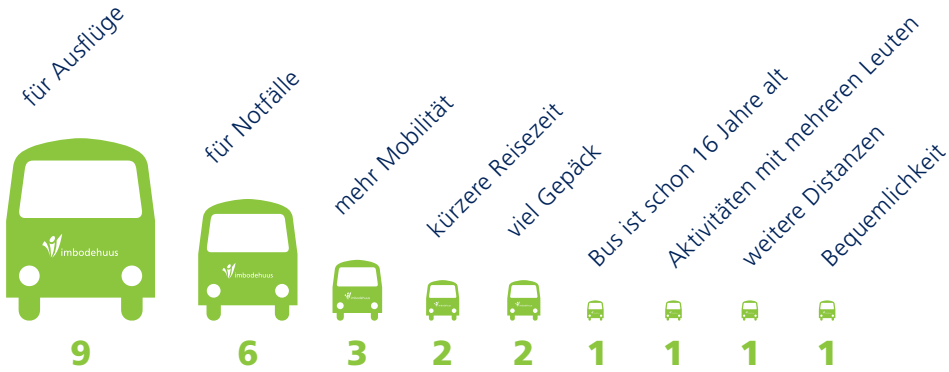 für Ausflüge
für Notfälle
mehr Mobilität
kürzere Reisezeit
viel Gepäck
Bus ist schon 16 Jahre alt
Aktivitäten mit mehreren Leuten
weitere Distanzen
Bequemlichkeit
imbodehuus
imbodehuus
imbodehuus
9
6
3
2
2
1
1
1
1